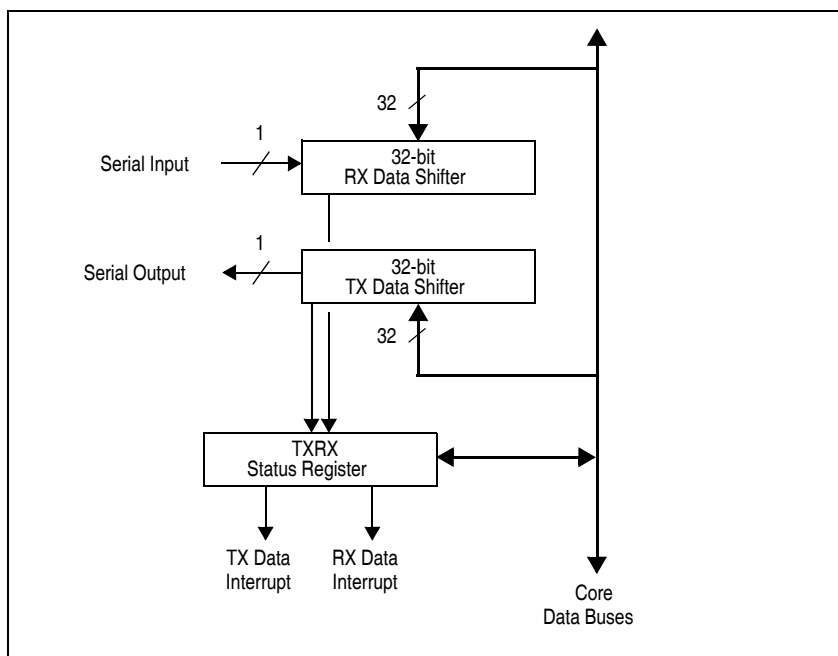 32
1
Serial Input
32-bit
RX Data Shifter
1
Serial Output
32-bit
TX Data Shifter
32
TXRX
Status Register
TX Data
Interrupt
RX Data
Interrupt
Core
Data Buses